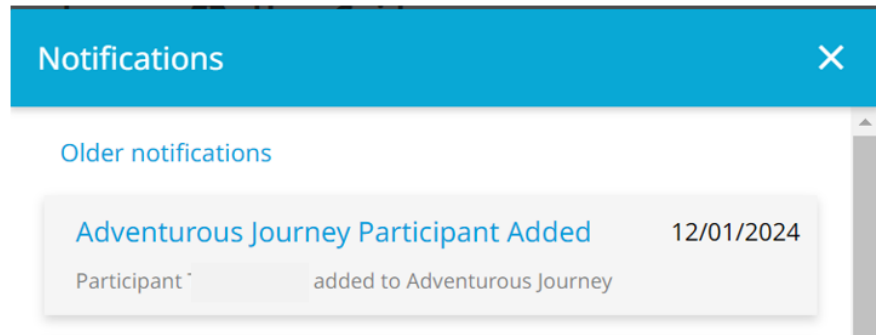 Notifications
Older notifications
Adventurous Journey Participant Added 12/01/2024
Participant added to Adventurous Journey